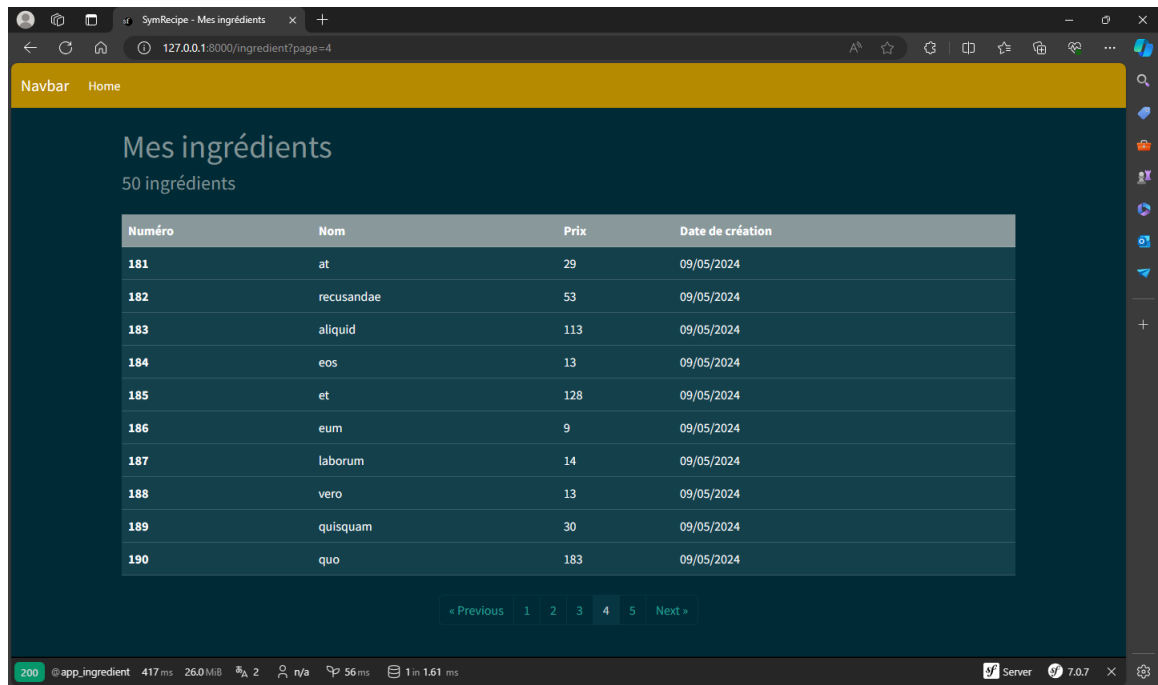 SymRecipe - Mes ingrédients
127.0.0.1:8000/ingredient?page=4
Navbar Home
Mes ingrédients
50 ingrédients
Numéro Nom Prix Date de création
181 at 29 09/05/2024
182 recusandae 53 09/05/2024
183 aliquid 113 09/05/2024
184 eos 13 09/05/2024
185 et 128 09/05/2024
186 eum 9 09/05/2024
187 laborum 14 09/05/2024
188 vero 13 09/05/2024
189 quisquam 30 09/05/2024
190 quo 183 09/05/2024
« Previous 1 2 3 4 5 Next »
200 @app_ingredient 417 ms 26.0 MiB 2 n/a 56 ms 1 in 1.61 ms sf Server sf 7.0.7